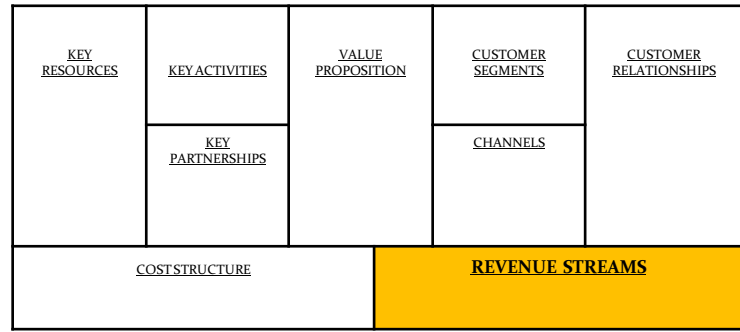 KEY
RESOURCES
KEY ACTIVITIES
KEY
PARTNERSHIPS
VALUE
PROPOSITION
CUSTOMER
SEGMENTS
CHANNELS
CUSTOMER
RELATIONSHIPS
COST STRUCTURE
REVENUE STREAMS